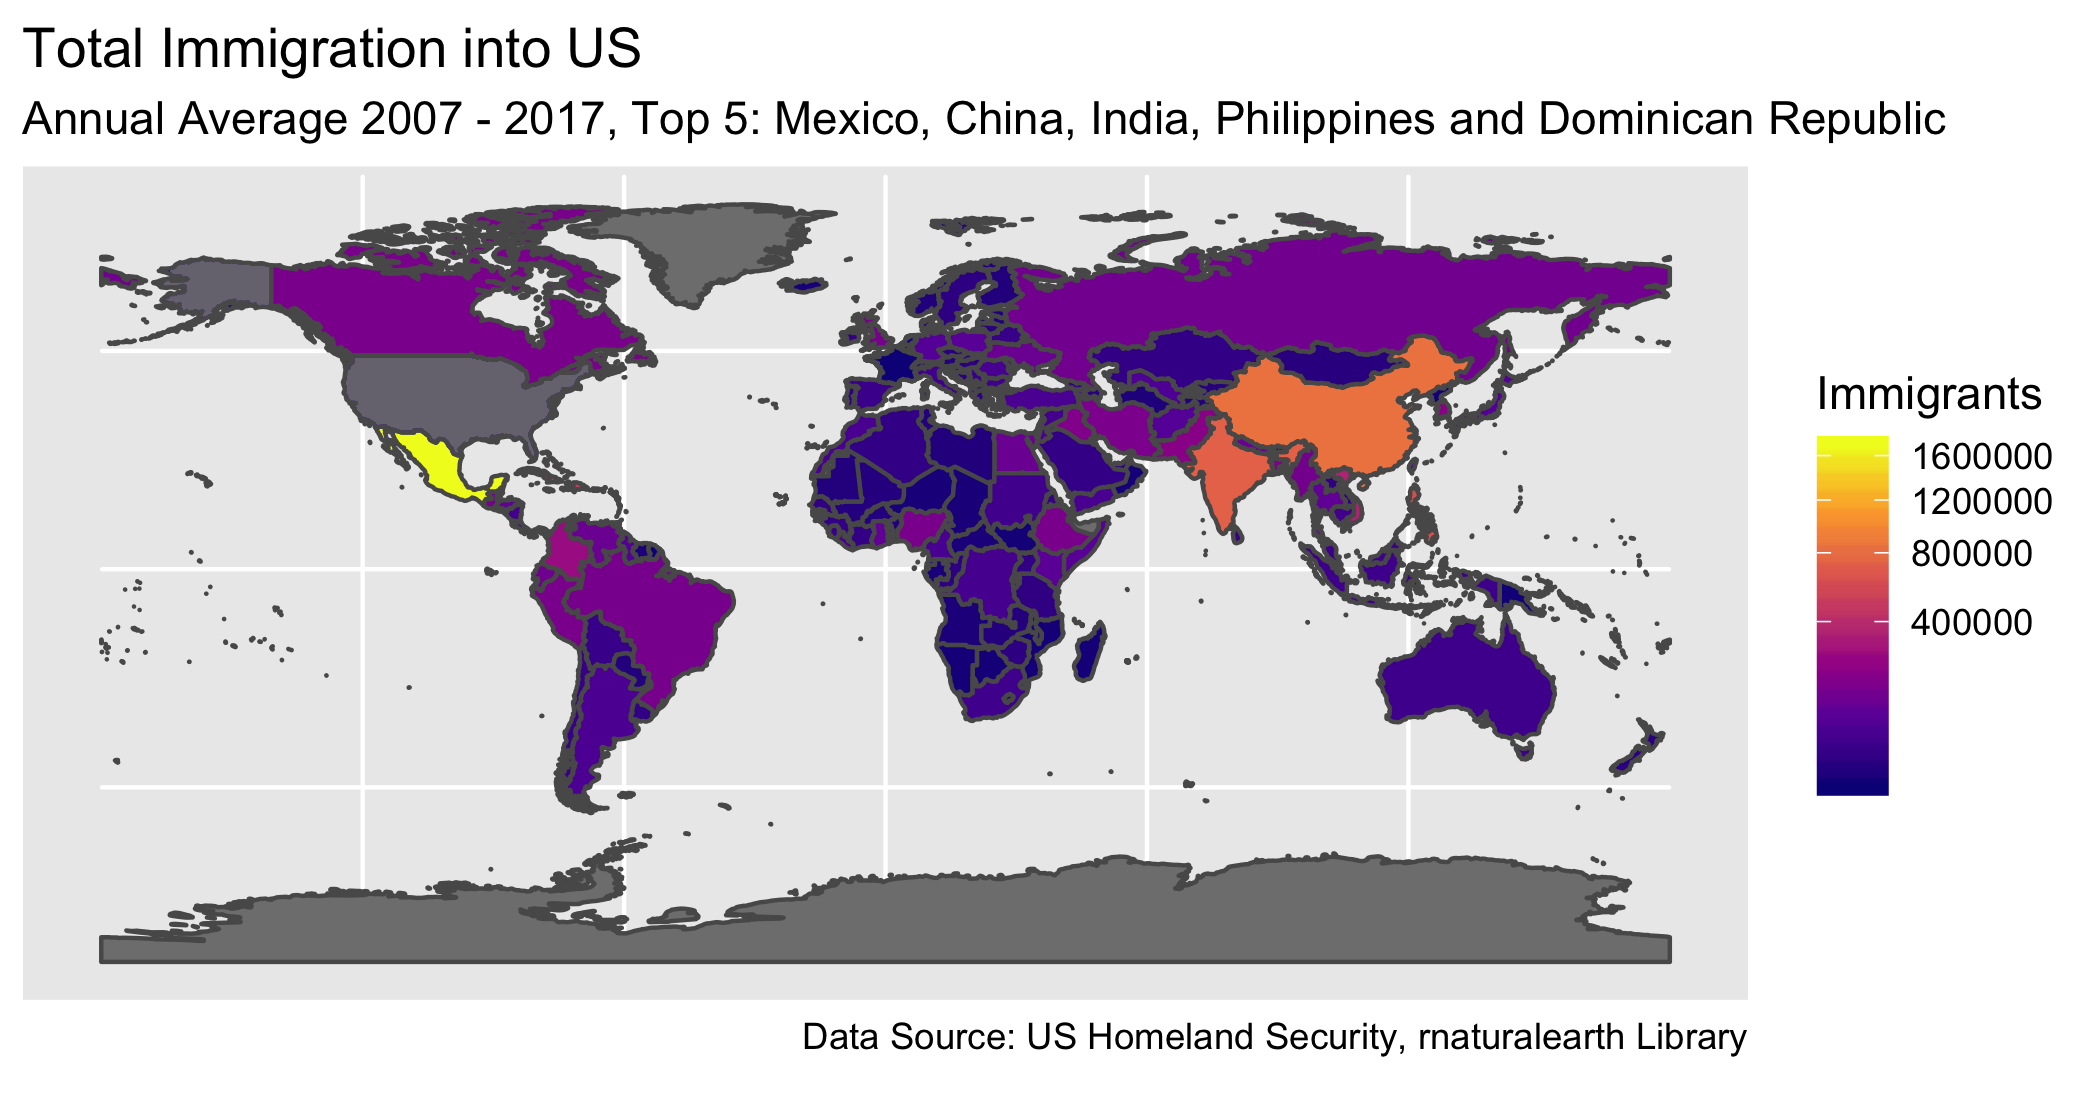 Total Immigration into US
Annual Average 2007 - 2017, Top 5: Mexico, China, India, Philippines and Dominican Republic
Immigrants
1600000
1200000
800000
400000
Data Source: US Homeland Security, rnaturalearth Library